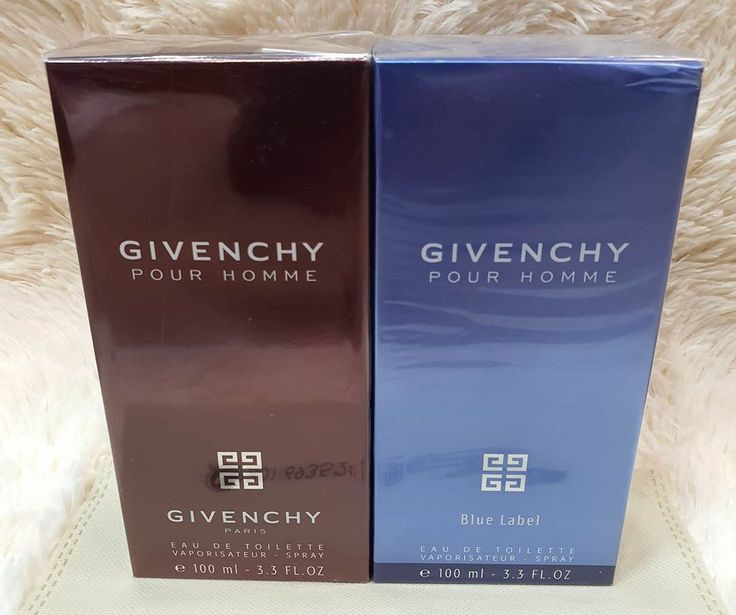 GIVENCHY
POUR HOMME
GIVENCHY
PARIS
EAU DE TOILETTE
VAPORISATEUR - SPRAY
℮ 100 ml - 3.3 FL.OZ
GIVENCHY
POUR HOMME
Blue Label
EAU DE TOILETTE
VAPORISATEUR - SPRAY
℮ 100 ml - 3.3 FL.OZ